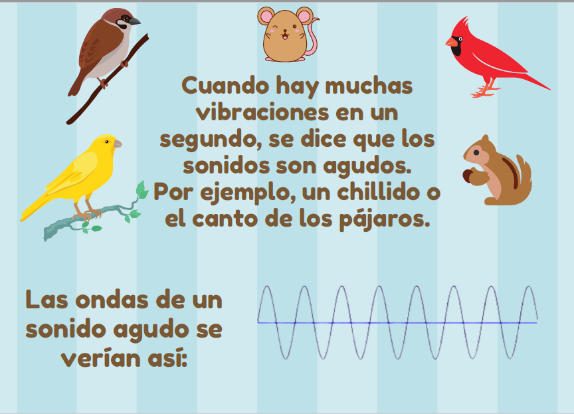 Cuando hay muchas
vibraciones en un
segundo, se dice que los
sonidos son agudos.
Por ejemplo, un chillido o
el canto de los pájaros.
Las ondas de un
sonido agudo se
verían así: